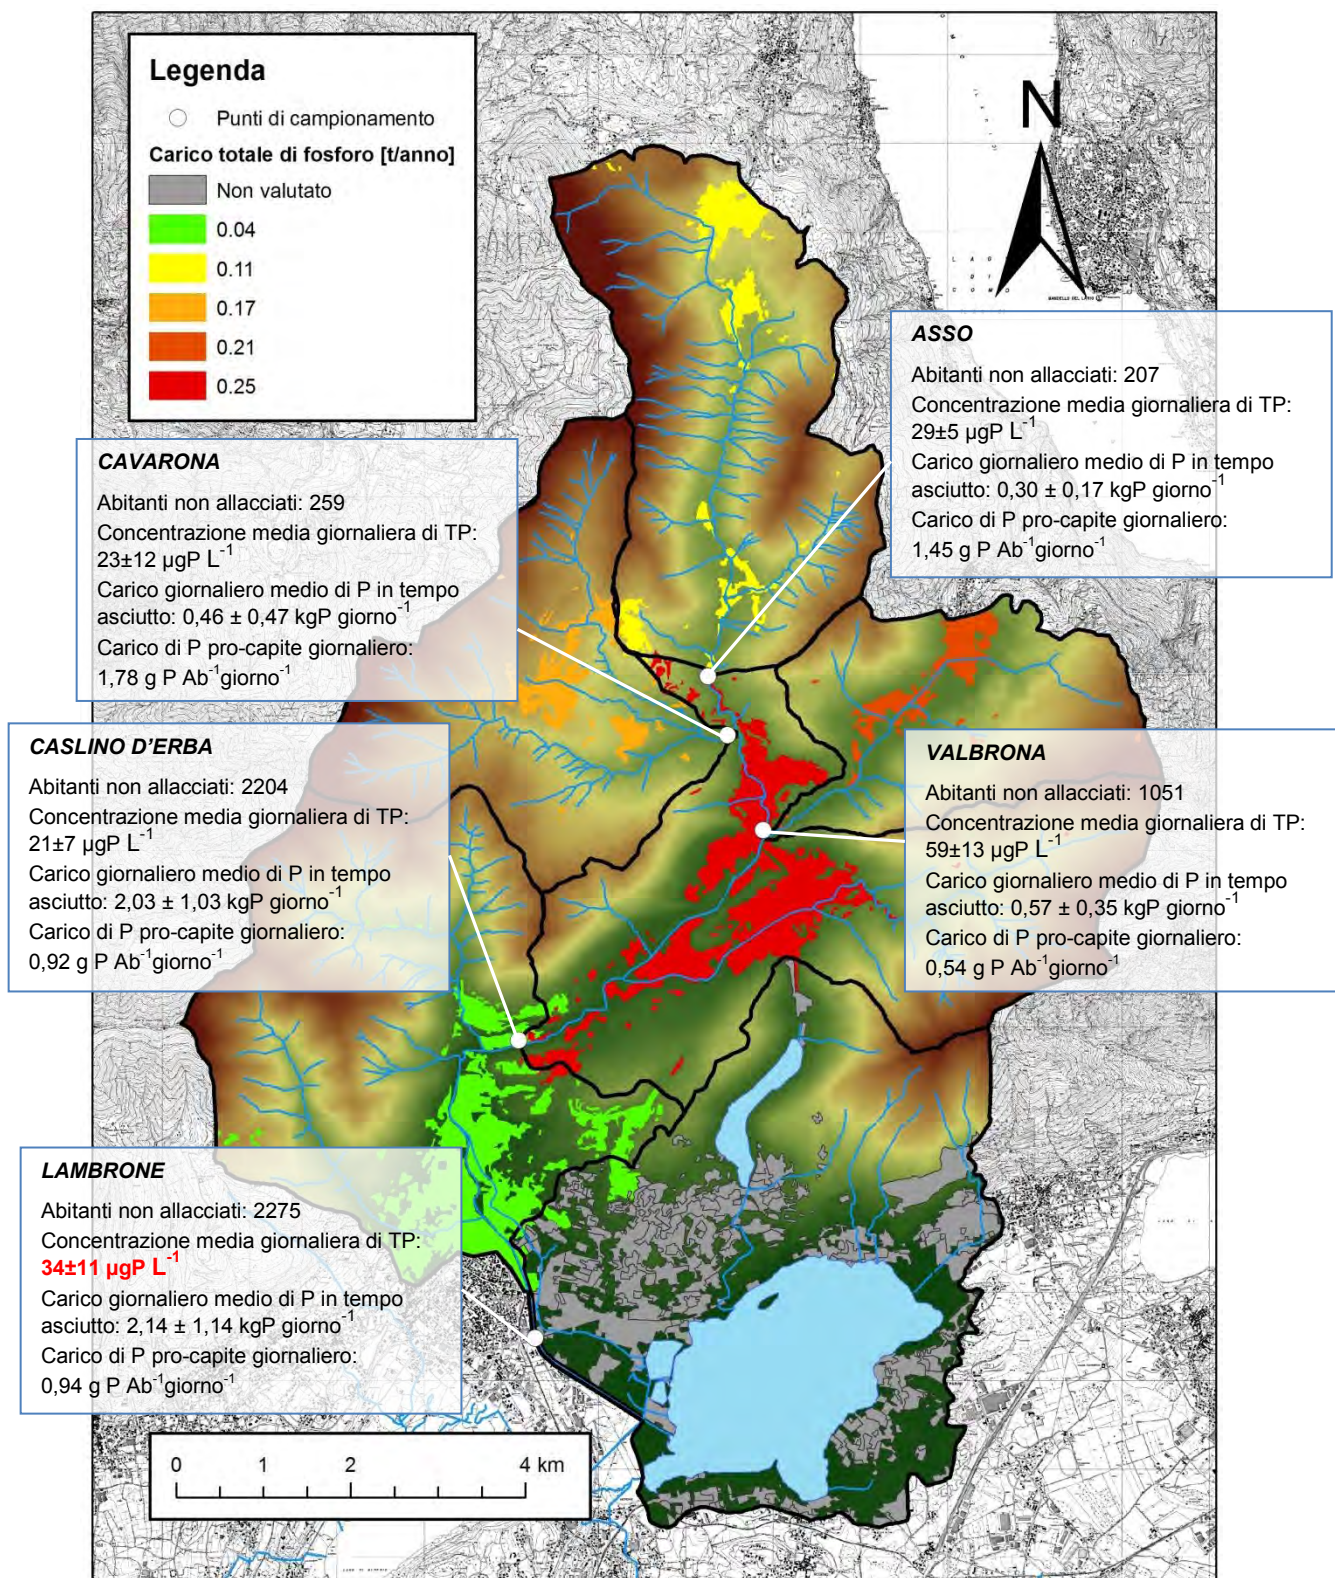 Legenda
Punti di campionamento
Carico totale di fosforo [t/anno]
Non valutato
0.04
0.11
0.17
0.21
0.25
N
LAGO
DI
COMO
MANDELLO DEL LARIO
ASSO
Abitanti non allacciati: 207
Concentrazione media giornaliera di TP:
29±5 µgP L⁻¹
Carico giornaliero medio di P in tempo
asciutto: 0,30 ± 0,17 kgP giorno⁻¹
Carico di P pro-capite giornaliero:
1,45 g P Ab⁻¹giorno⁻¹
CAVARONA
Abitanti non allacciati: 259
Concentrazione media giornaliera di TP:
23±12 µgP L⁻¹
Carico giornaliero medio di P in tempo
asciutto: 0,46 ± 0,47 kgP giorno⁻¹
Carico di P pro-capite giornaliero:
1,78 g P Ab⁻¹giorno⁻¹
CASLINO D'ERBA
Abitanti non allacciati: 2204
Concentrazione media giornaliera di TP:
21±7 µgP L⁻¹
Carico giornaliero medio di P in tempo
asciutto: 2,03 ± 1,03 kgP giorno⁻¹
Carico di P pro-capite giornaliero:
0,92 g P Ab⁻¹giorno⁻¹
VALBRONA
Abitanti non allacciati: 1051
Concentrazione media giornaliera di TP:
59±13 µgP L⁻¹
Carico giornaliero medio di P in tempo
asciutto: 0,57 ± 0,35 kgP giorno⁻¹
Carico di P pro-capite giornaliero:
0,54 g P Ab⁻¹giorno⁻¹
LAMBRONE
Abitanti non allacciati: 2275
Concentrazione media giornaliera di TP:
34±11 µgP L⁻¹
Carico giornaliero medio di P in tempo
asciutto: 2,14 ± 1,14 kgP giorno⁻¹
Carico di P pro-capite giornaliero:
0,94 g P Ab⁻¹giorno⁻¹
0 1 2 4 km